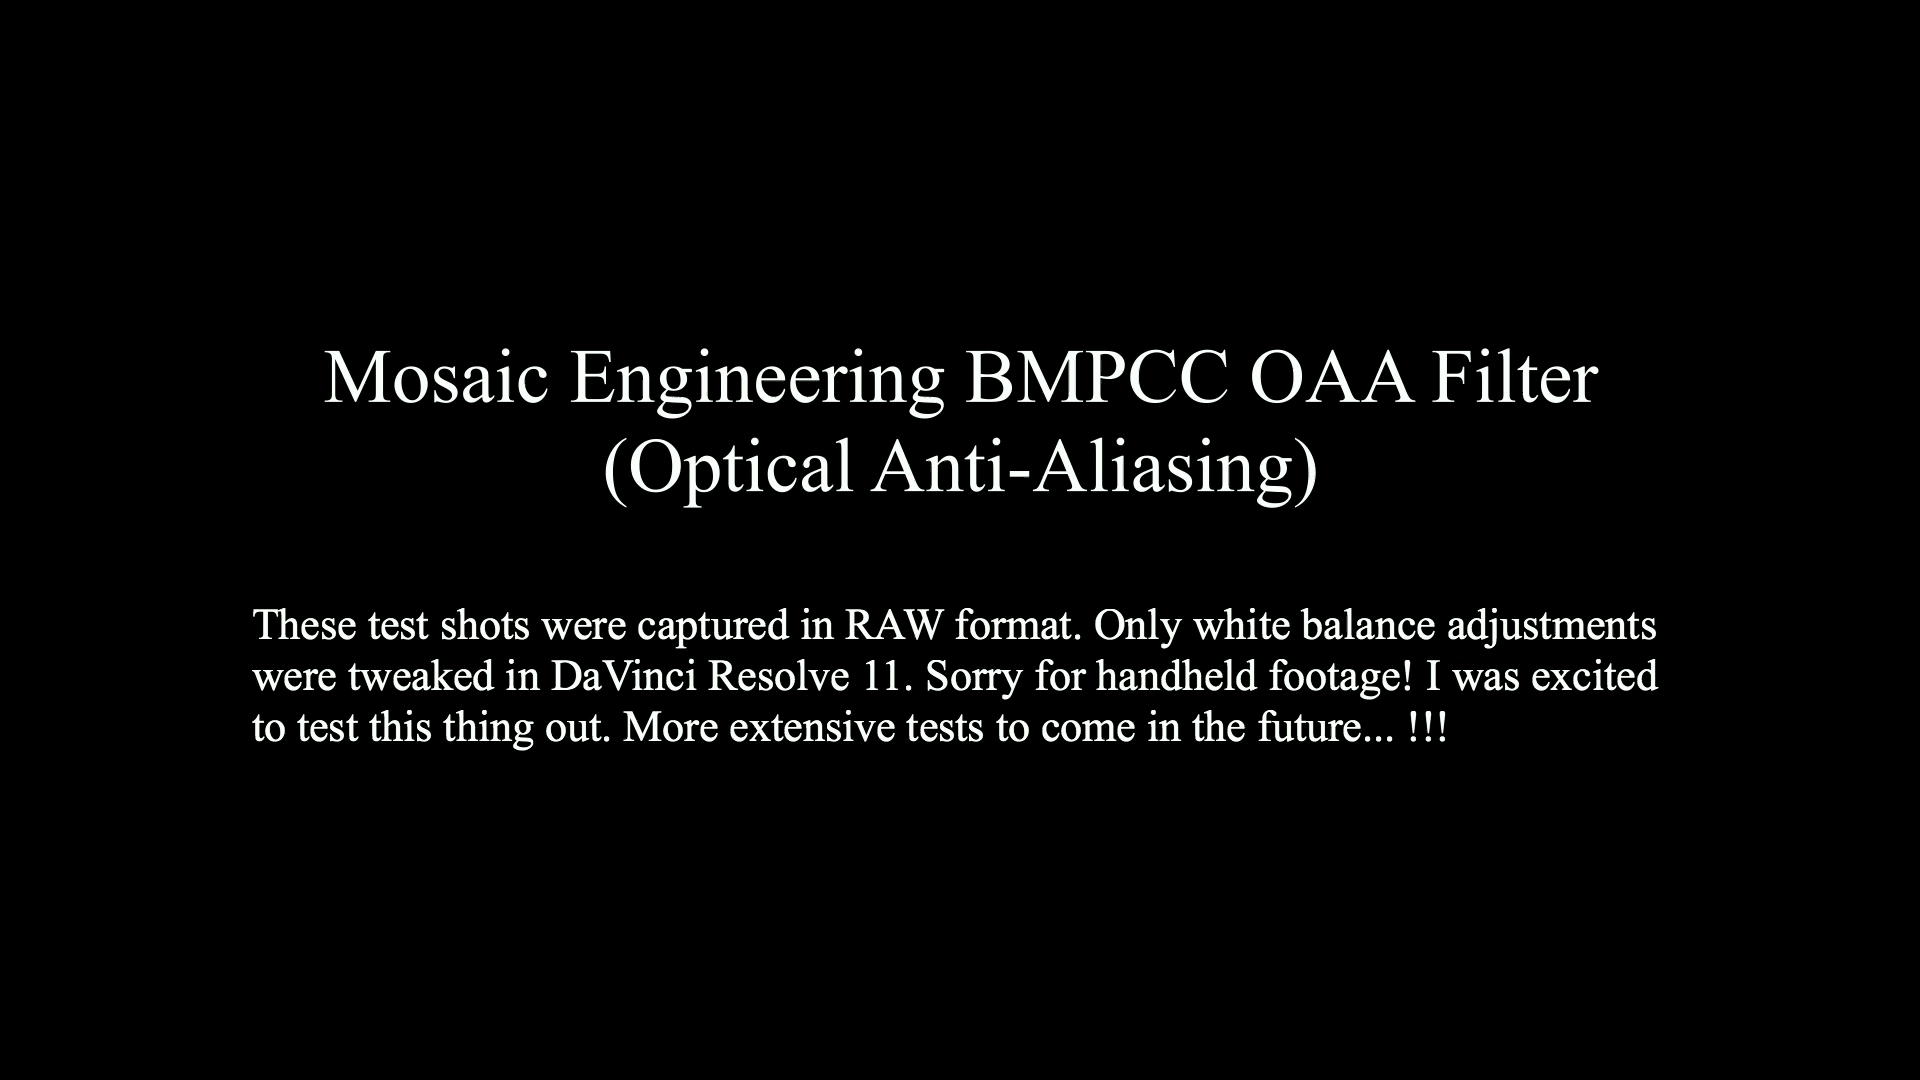 Mosaic Engineering BMPCC OAA Filter
(Optical Anti-Aliasing)
These test shots were captured in RAW format. Only white balance adjustments
were tweaked in DaVinci Resolve 11. Sorry for handheld footage! I was excited
to test this thing out. More extensive tests to come in the future... !!!